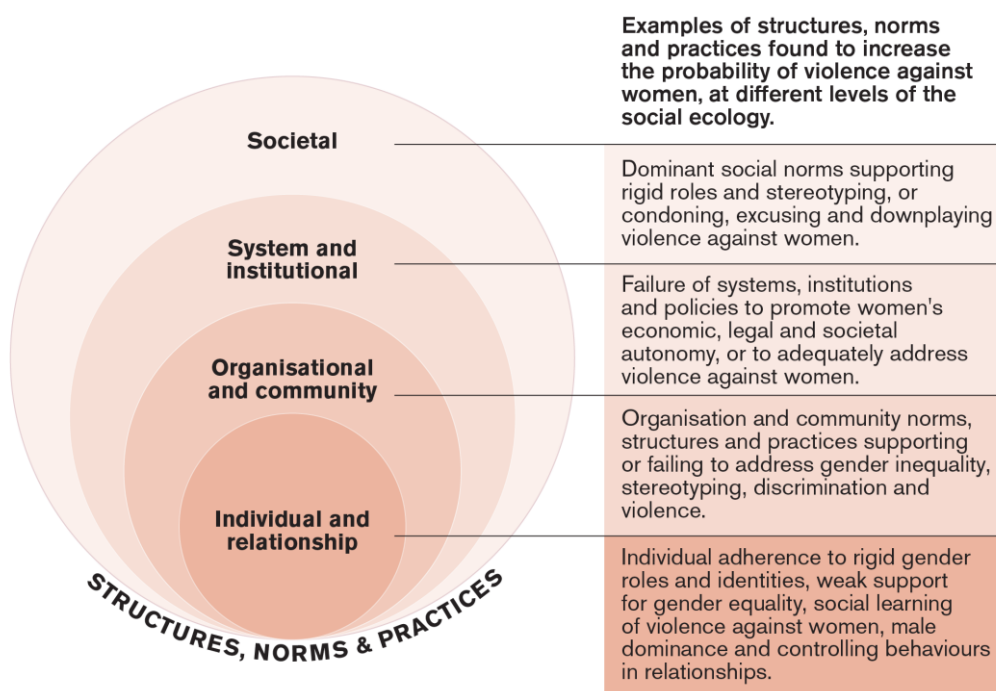 Examples of structures, norms
and practices found to increase
the probability of violence against
women, at different levels of the
social ecology.
Societal
Dominant social norms supporting
rigid roles and stereotyping, or
condoning, excusing and downplaying
violence against women.
System and
institutional
Failure of systems, institutions
and policies to promote women's
economic, legal and societal
autonomy, or to adequately address
violence against women.
Organisational
and community
Organisation and community norms,
structures and practices supporting
or failing to address gender inequality,
stereotyping, discrimination and
violence.
Individual and
relationship
Individual adherence to rigid gender
roles and identities, weak support
for gender equality, social learning
of violence against women, male
dominance and controlling behaviours
in relationships.
STRUCTURES, NORMS & PRACTICES